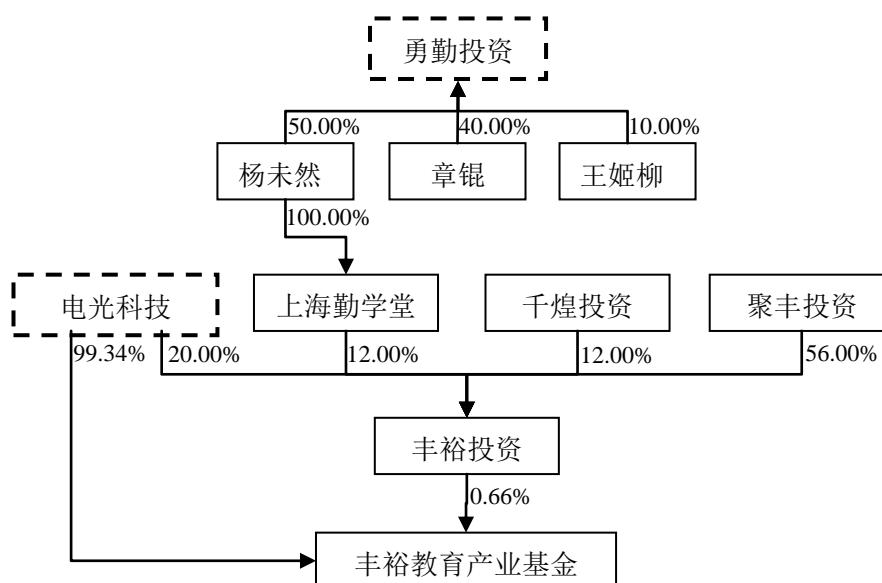 勇勤投资
50.00%
40.00%
10.00%
杨未然
章锟
王姬柳
100.00%
电光科技
上海勤学堂
千煌投资
聚丰投资
99.34%
20.00%
12.00%
12.00%
56.00%
丰裕投资
0.66%
丰裕教育产业基金